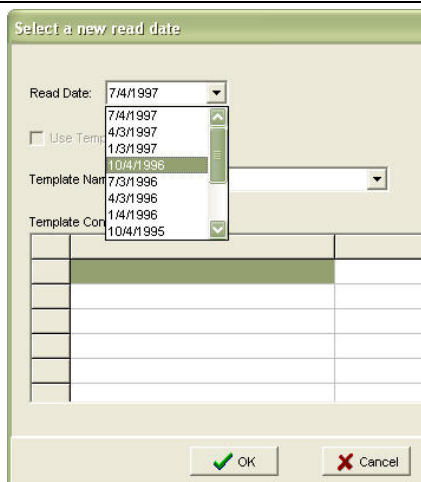 Select a new read date
Read Date: 7/4/1997
7/4/1997
Use Temp 4/3/1997
1/3/1997
10/4/1996
Template Nam 7/3/1996
4/3/1996
1/4/1996
Template Con 10/4/1995
OK Cancel